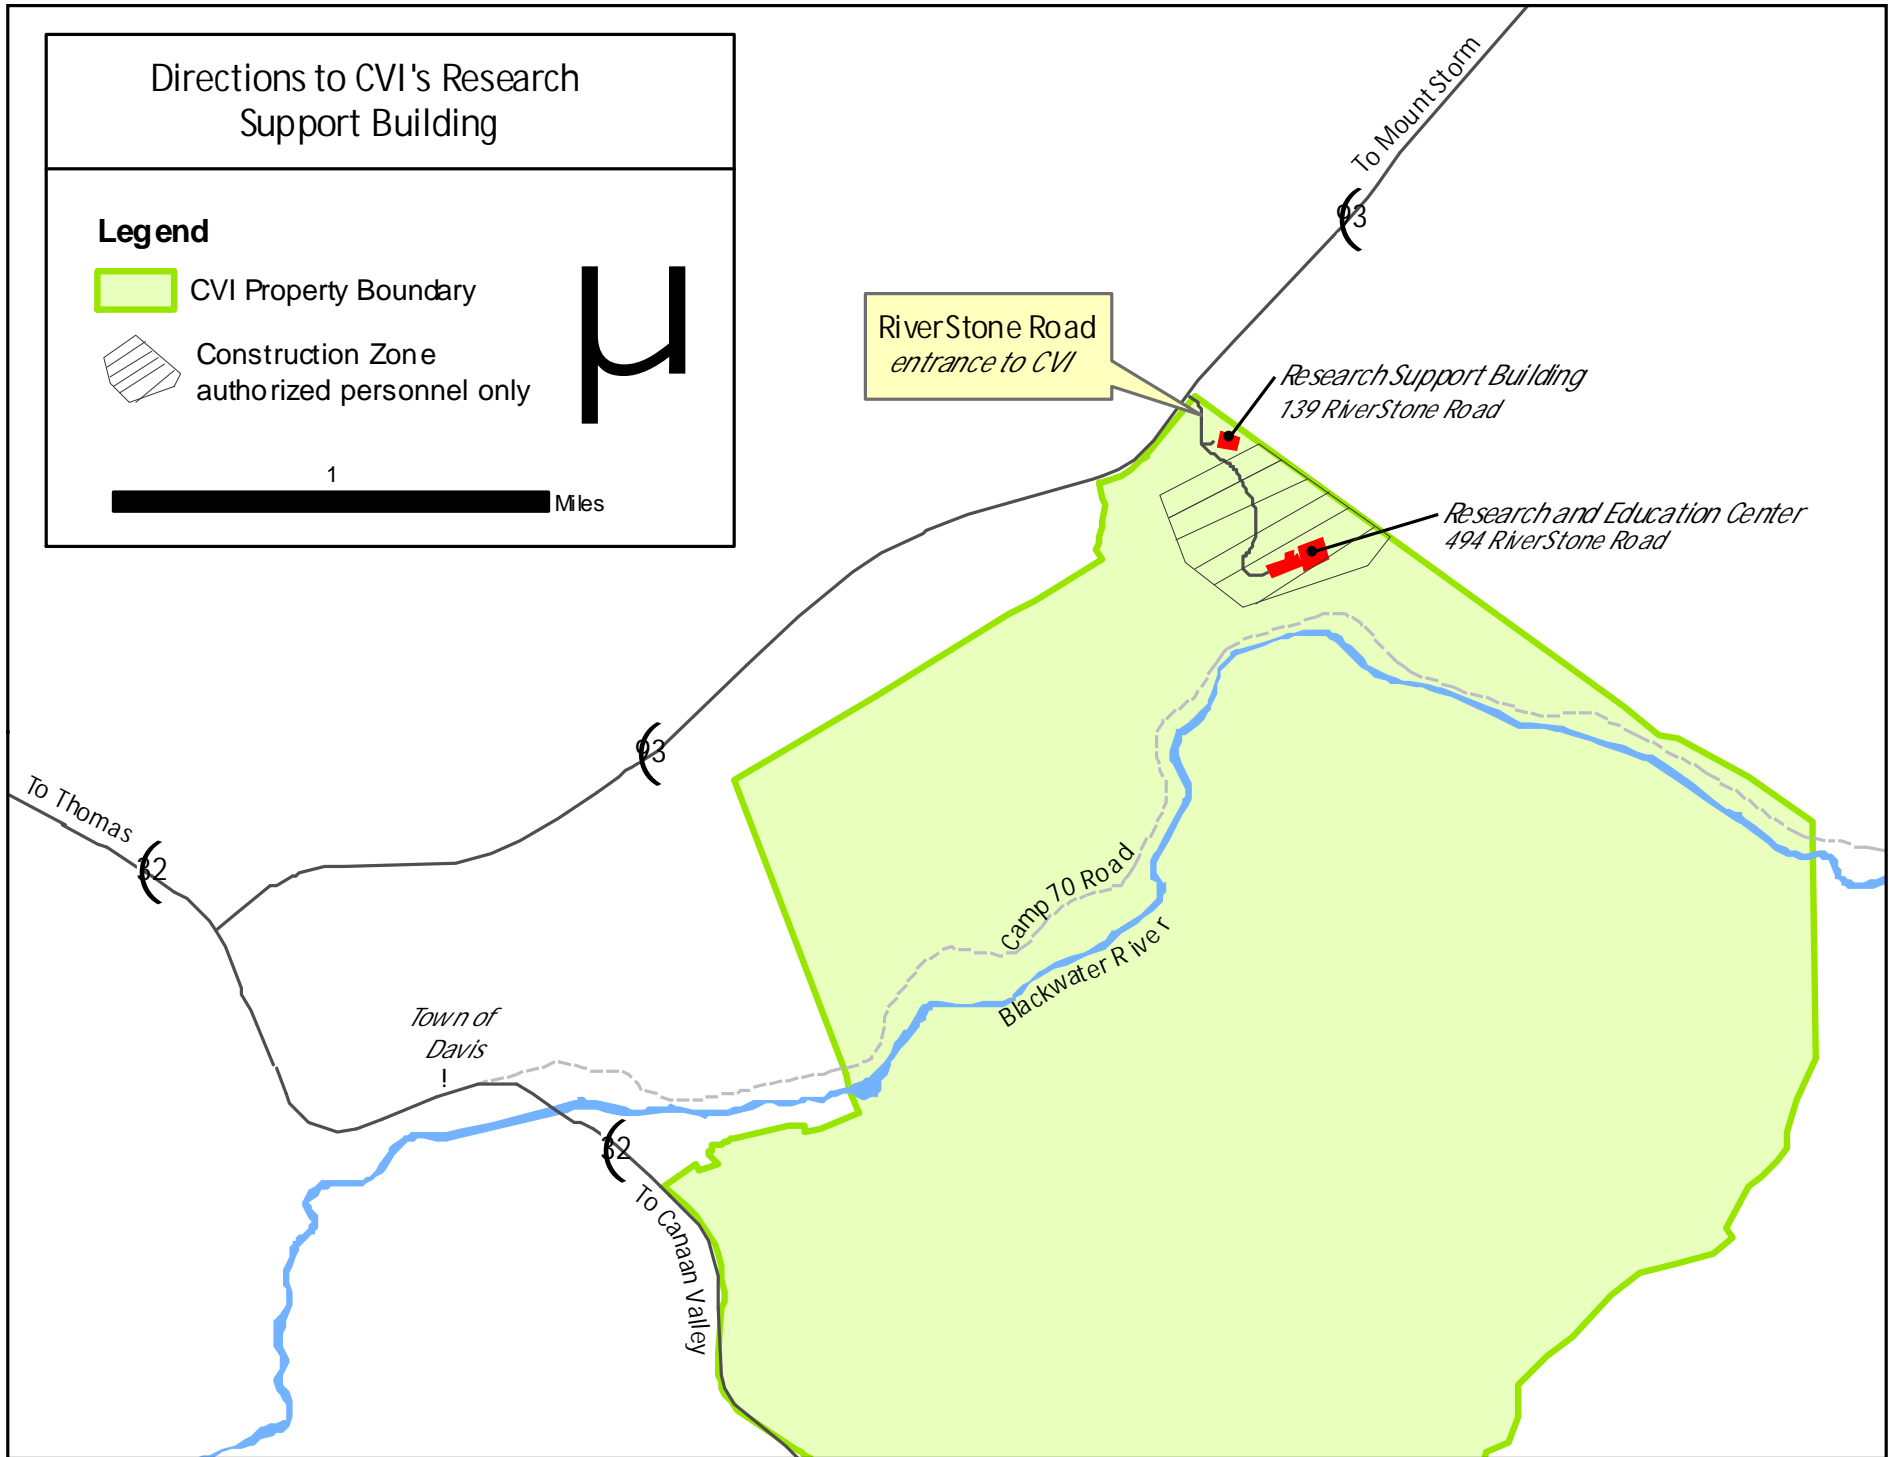 Directions to CVI's Research
Support Building
Legend
CVI Property Boundary
Construction Zone
authorized personnel only
µ
1
Miles
To Mount Storm
93
RiverStone Road
entrance to CVI
Research Support Building
139 RiverStone Road
Research and Education Center
494 RiverStone Road
93
To Thomas
32
Camp 70 Road
Blackwater River
Town of
Davis
!
32
To Canaan Valley